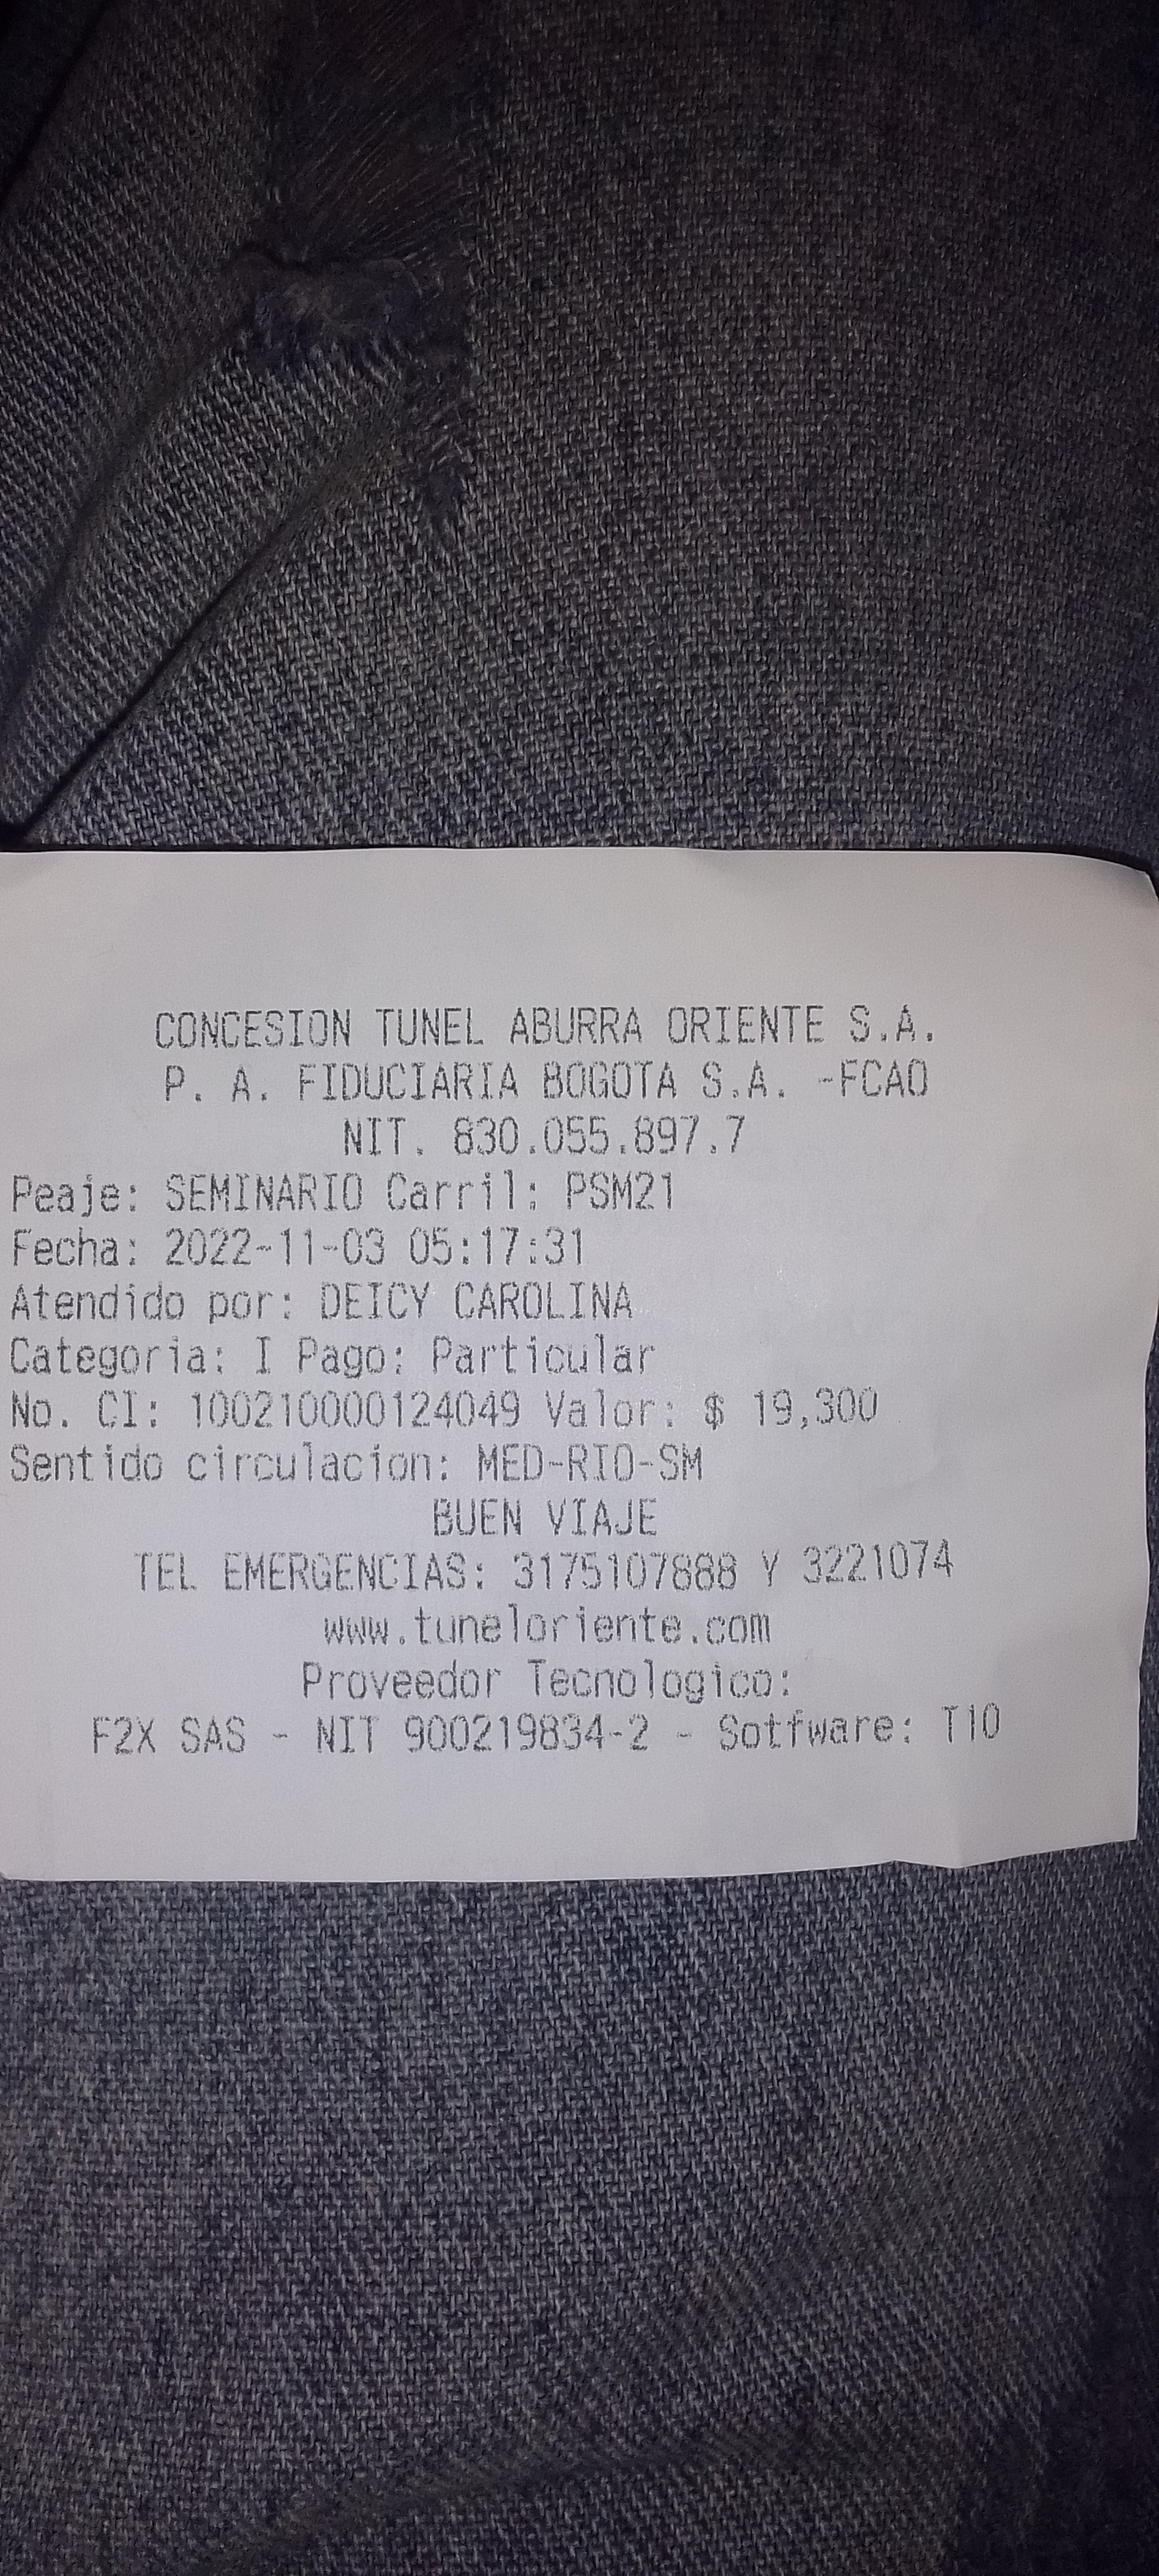 CONCESION TUNEL ABURRA ORIENTE S.A.
P. A. FIDUCIARIA BOGOTA S.A. -FCAO
NIT. 830.055.897.7
Peaje: SEMINARIO Carril: PSM21
Fecha: 2022-11-03 05:17:31
Atendido por: DEICY CAROLINA
Categoria: I Pago: Particular
No. CI: 100210000124049 Valor: $ 19,300
Sentido circulacion: MED-RIO-SM
BUEN VIAJE
TEL EMERGENCIAS: 3175107888 Y 3221074
www.tuneloriente.com
Proveedor Tecnologico:
F2X SAS - NIT 900219834-2 - Sotfware: TIO